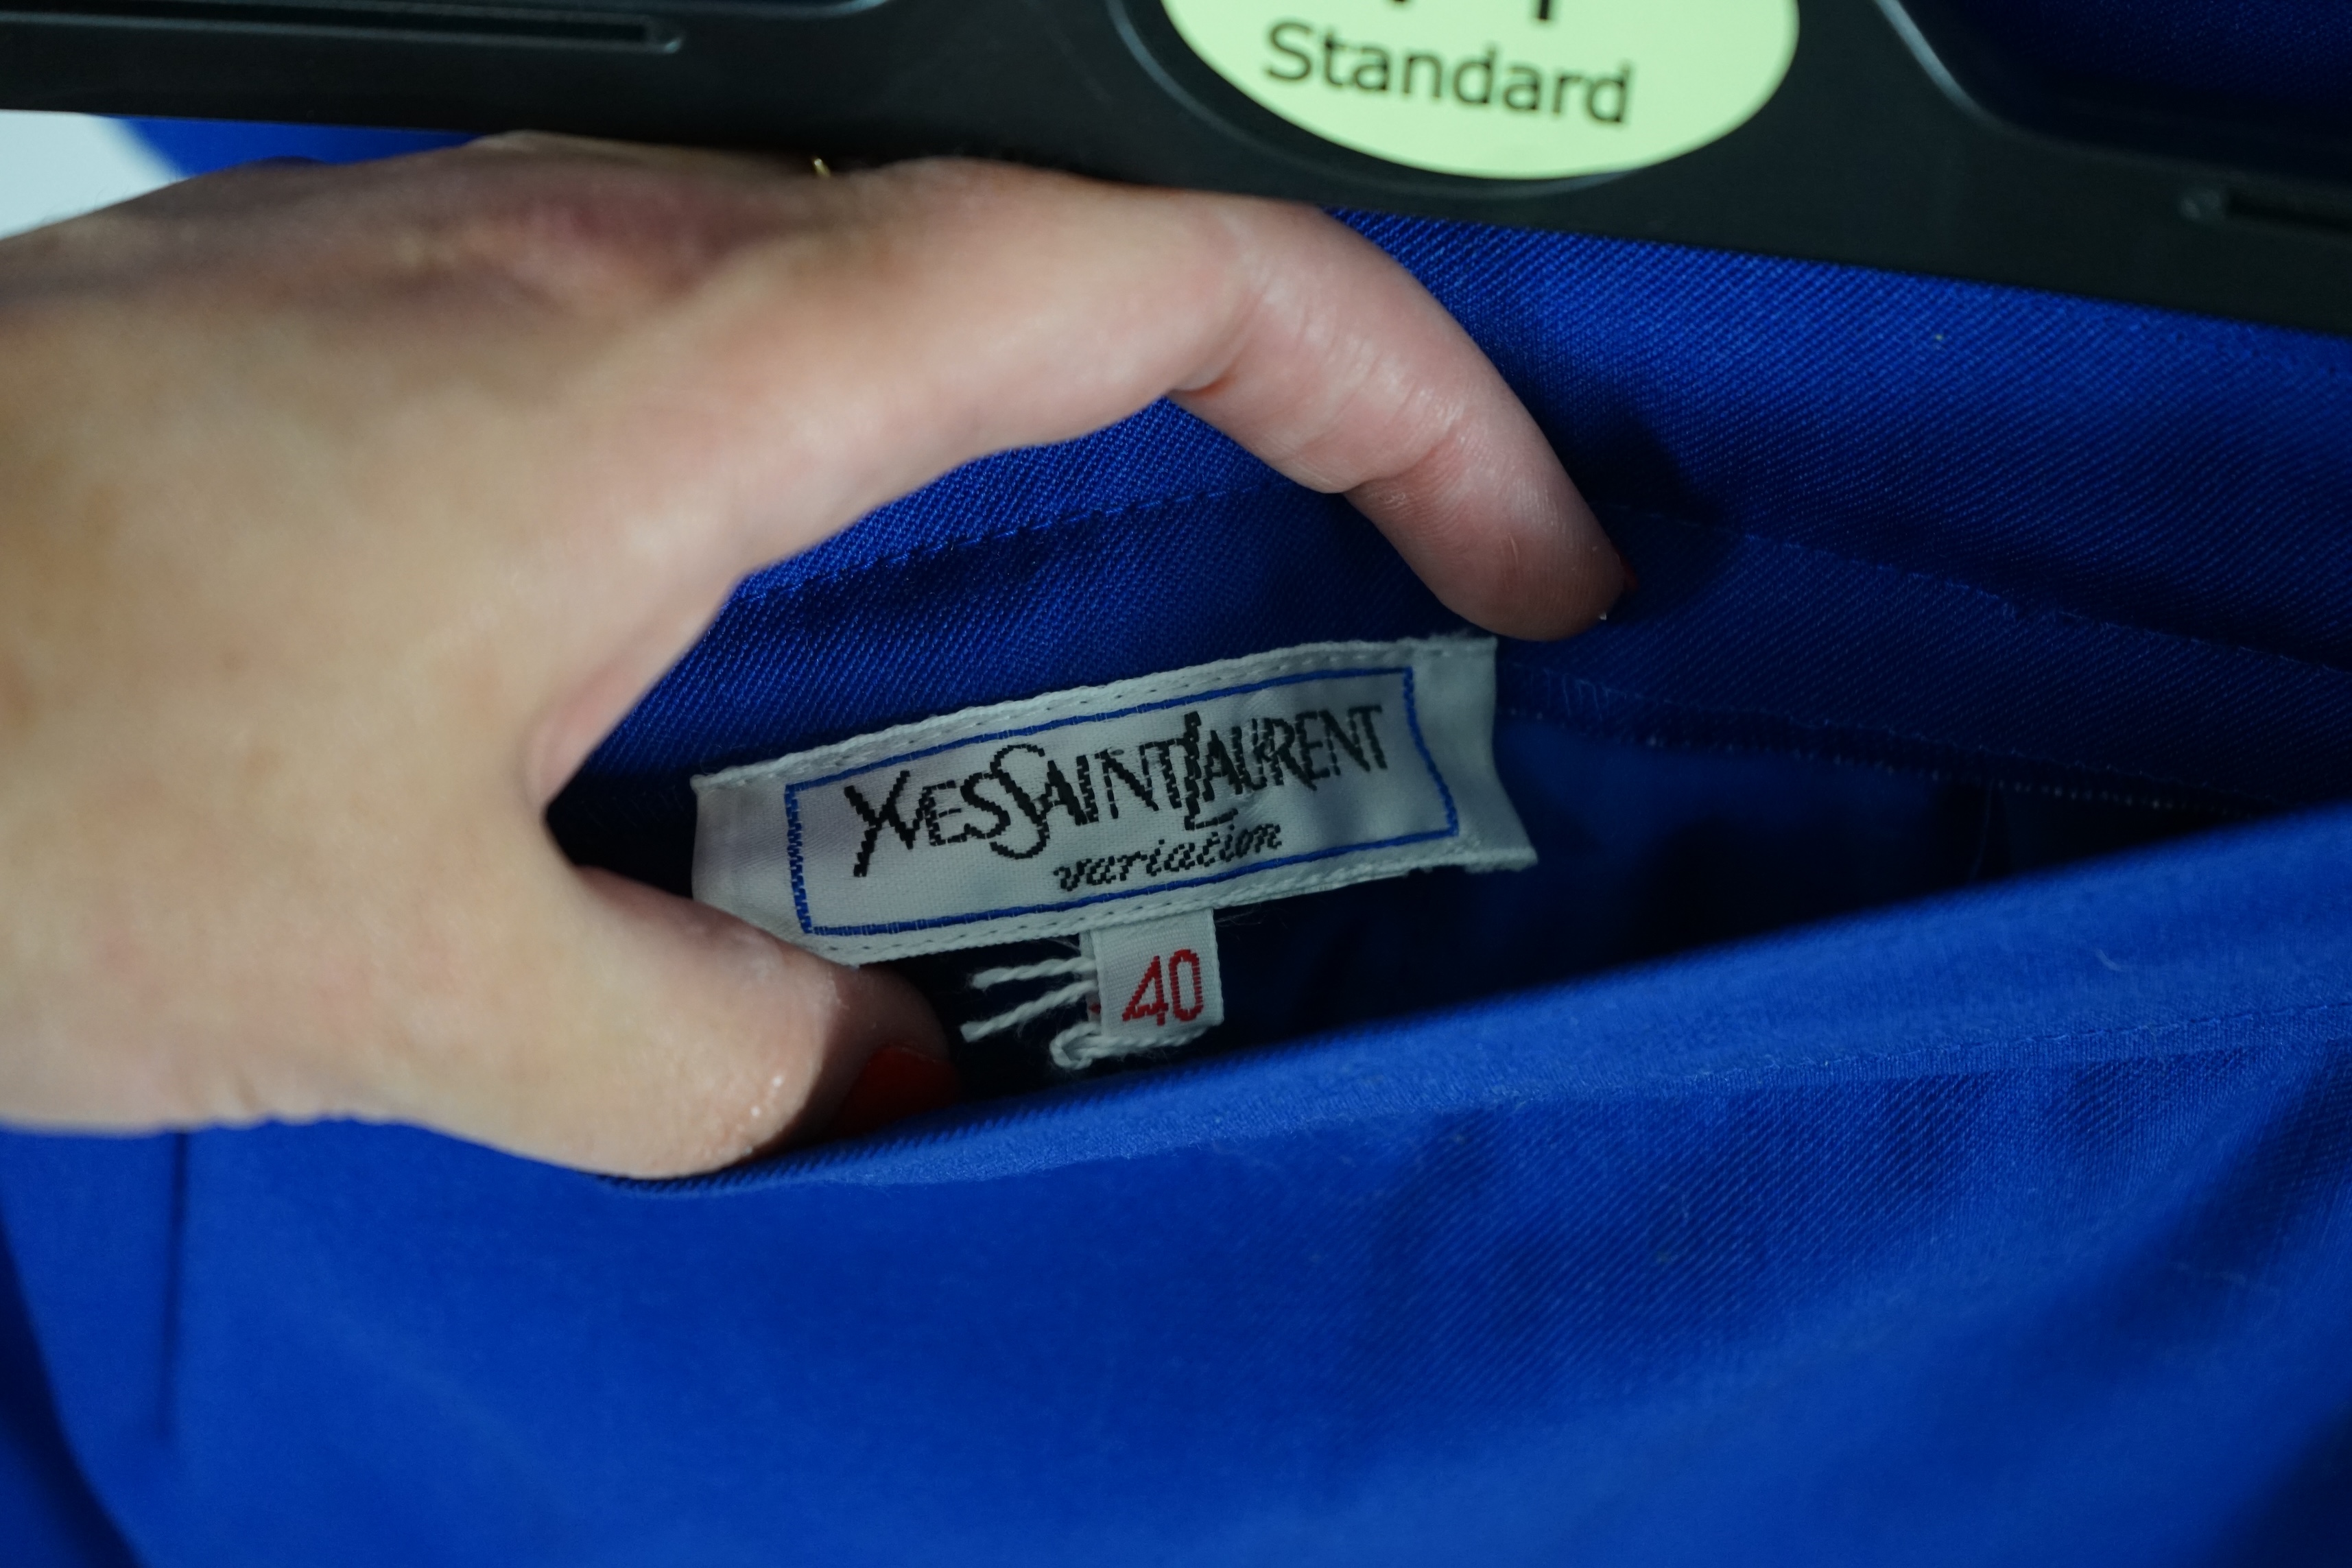 Standard
YVES SAINT LAURENT
variation
40